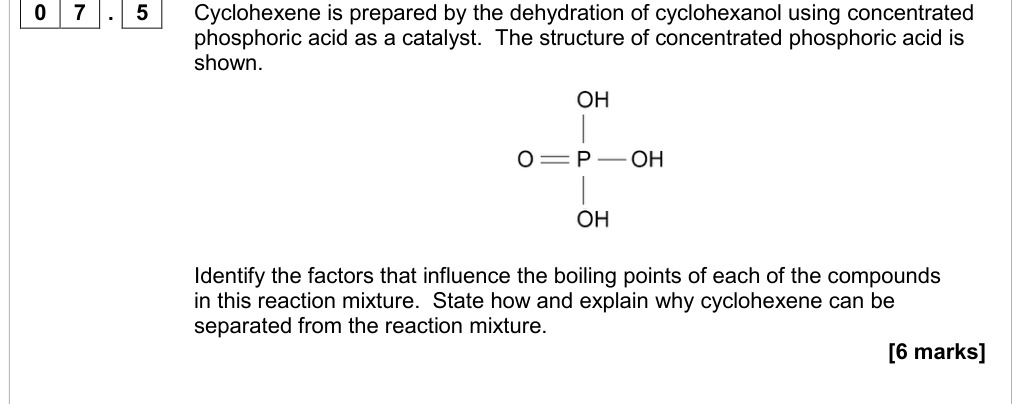 0 7 . 5 Cyclohexene is prepared by the dehydration of cyclohexanol using concentrated
phosphoric acid as a catalyst. The structure of concentrated phosphoric acid is
shown.
OH
O P OH
OH
Identify the factors that influence the boiling points of each of the compounds
in this reaction mixture. State how and explain why cyclohexene can be
separated from the reaction mixture.
[6 marks]